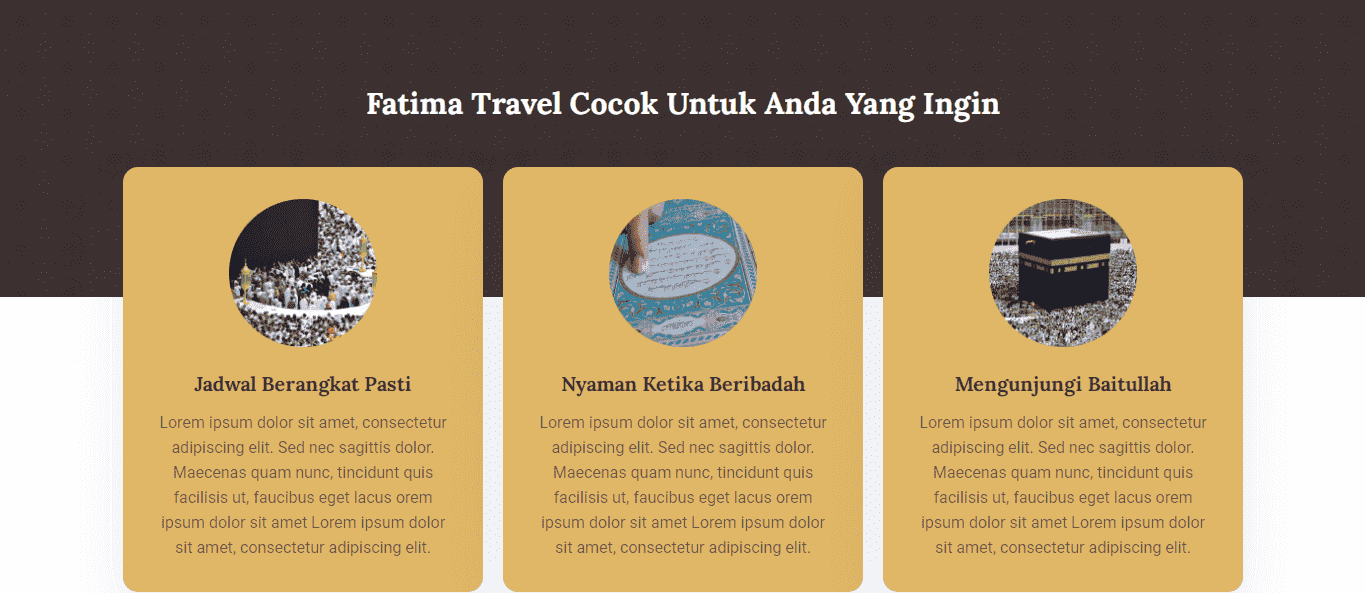 Fatima Travel Cocok Untuk Anda Yang Ingin
Jadwal Berangkat Pasti
Lorem ipsum dolor sit amet, consectetur
adipiscing elit. Sed nec sagittis dolor.
Maecenas quam nunc, tincidunt quis
facilisis ut, faucibus eget lacus orem
ipsum dolor sit amet Lorem ipsum dolor
sit amet, consectetur adipiscing elit.
Nyaman Ketika Beribadah
Lorem ipsum dolor sit amet, consectetur
adipiscing elit. Sed nec sagittis dolor.
Maecenas quam nunc, tincidunt quis
facilisis ut, faucibus eget lacus orem
ipsum dolor sit amet Lorem ipsum dolor
sit amet, consectetur adipiscing elit.
Mengunjungi Baitullah
Lorem ipsum dolor sit amet, consectetur
adipiscing elit. Sed nec sagittis dolor.
Maecenas quam nunc, tincidunt quis
facilisis ut, faucibus eget lacus orem
ipsum dolor sit amet Lorem ipsum dolor
sit amet, consectetur adipiscing elit.